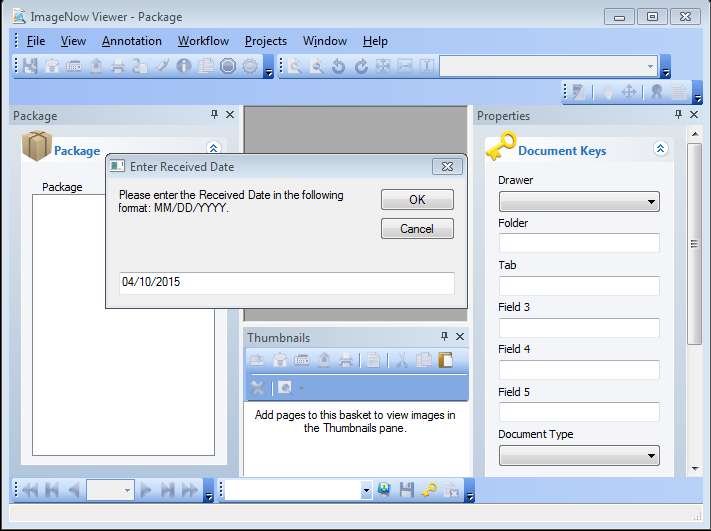 ImageNow Viewer - Package
File View Annotation Workflow Projects Window Help
Package
Package
Package
Enter Received Date
Please enter the Received Date in the following
format: MM/DD/YYYY.
OK
Cancel
04/10/2015
Thumbnails
Add pages to this basket to view images in
the Thumbnails pane.
Properties
Document Keys
Drawer
Folder
Tab
Field 3
Field 4
Field 5
Document Type